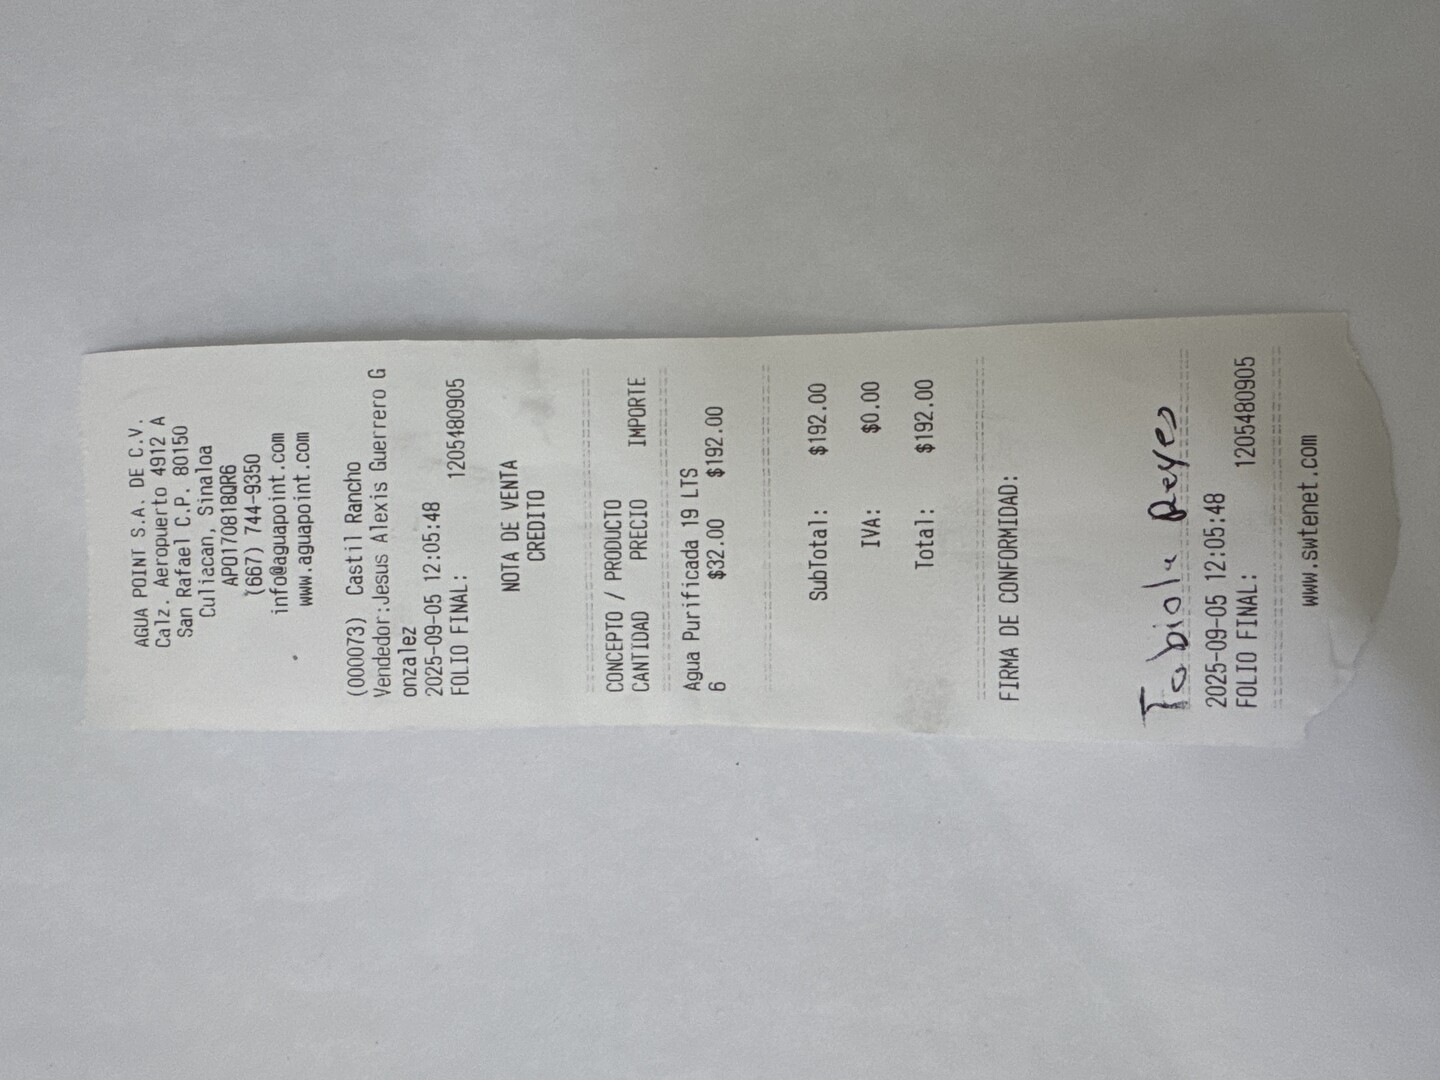 AGUA POINT S.A. DE C.V.
Calz. Aeropuerto 4912 A
San Rafael C.P. 80150
Culiacan, Sinaloa
APO170818QR6
(667) 744-9350
info@aguapoint.com
www.aguapoint.com
(000073) Castil Rancho
Vendedor:Jesus Alexis Guerrero G
onzalez
2025-09-05 12:05:48
FOLIO FINAL: 1205480905
NOTA DE VENTA
CREDITO
CONCEPTO / PRODUCTO
CANTIDAD PRECIO IMPORTE
Agua Purificada 19 LTS
6 $32.00 $192.00
SubTotal: $192.00
IVA: $0.00
Total: $192.00
FIRMA DE CONFORMIDAD:
Fabiola Reyes
2025-09-05 12:05:48
FOLIO FINAL: 1205480905
www.swtenet.com